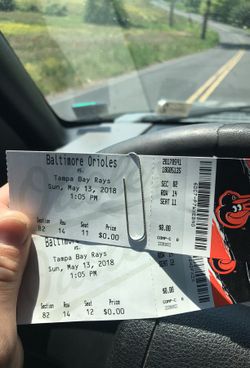 Baltimore Orioles
vs.
Tampa Bay Rays
Sun, May 13, 2018
1:05 PM
Section Row Seat Price
82 14 11 $0.00
SEC 82
ROW 14
SEAT 11
$0.00
Baltimore
Tampa Bay Rays
Sun, May 13, 2018
1:05 PM
Section Row Seat Price
82 14 12 $0.00
$0.00